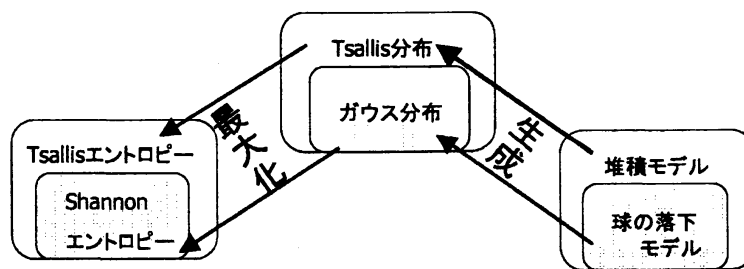 Tsallis分布
ガウス分布
最大化
生成
Tsallisエントロピー
Shannon
エントロピー
堆積モデル
球の落下
モデル